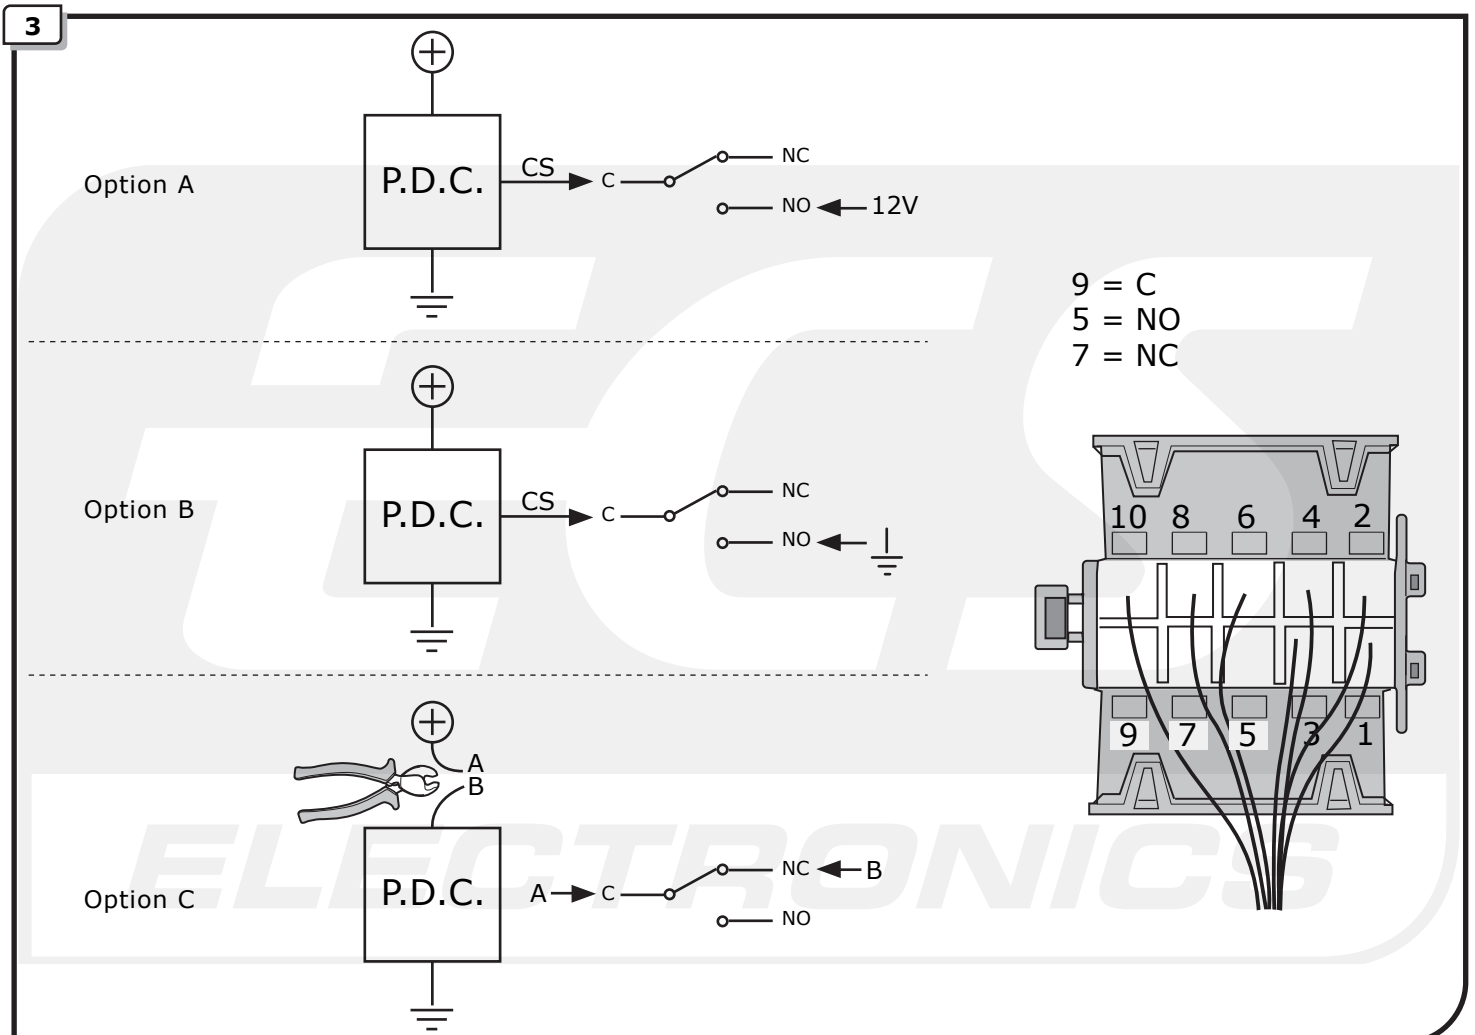 3
Option A
P.D.C.
CS
C
NC
NO
12V
Option B
P.D.C.
CS
C
NC
NO
Option C
A
B
P.D.C.
A
C
NC
B
NO
9 = C
5 = NO
7 = NC
10 8 6 4 2
9 7 5 3 1
ECS
ELECTRONICS